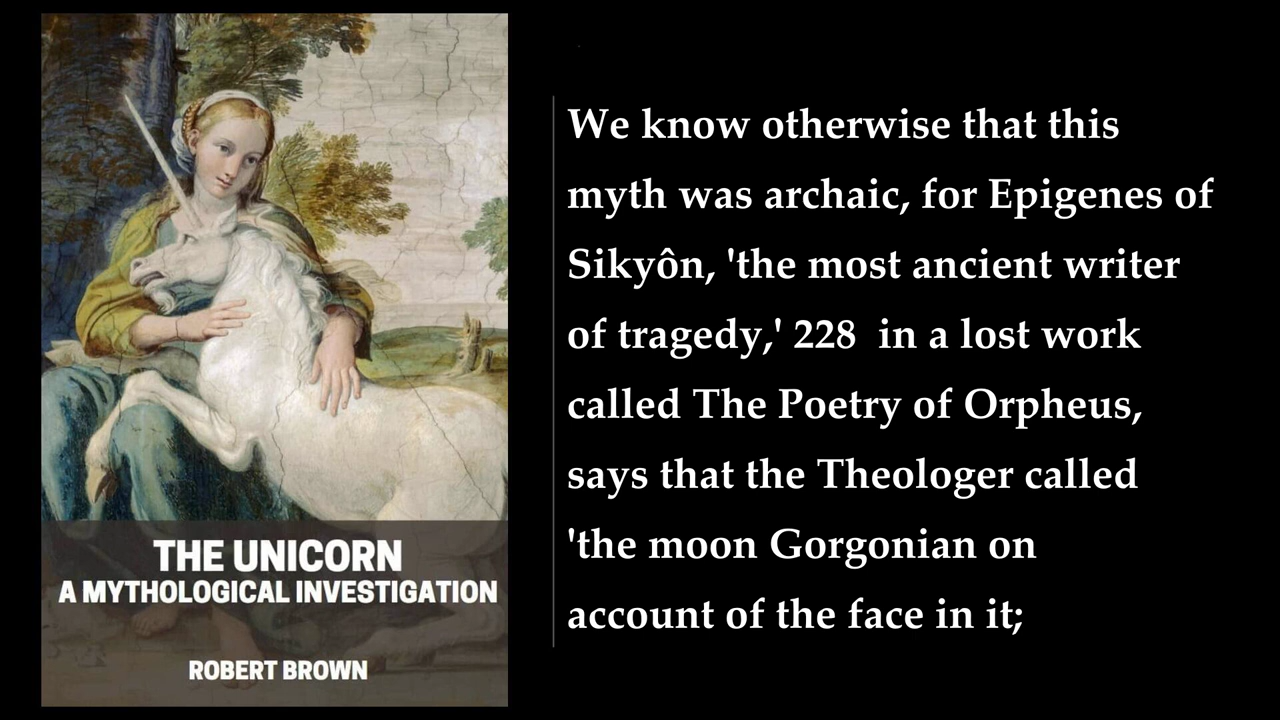 THE UNICORN
A MYTHOLOGICAL INVESTIGATION
ROBERT BROWN
We know otherwise that this
myth was archaic, for Epigenes of
Sikyôn, 'the most ancient writer
of tragedy,' 228  in a lost work
called The Poetry of Orpheus,
says that the Theologer called
'the moon Gorgonian on
account of the face in it;